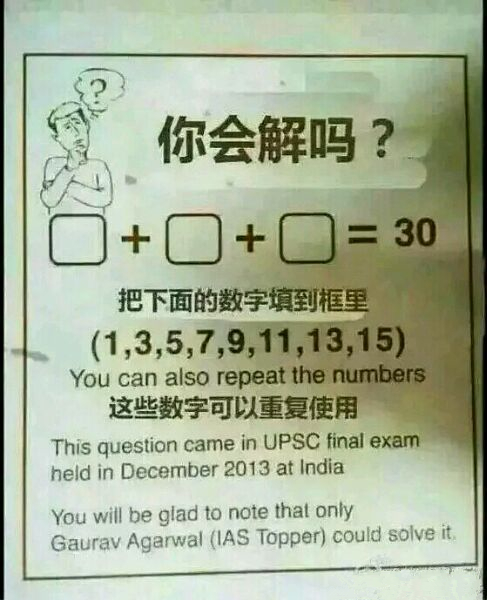 ?
你会解吗？
□ + □ + □ = 30
把下面的数字填到框里
(1,3,5,7,9,11,13,15)
You can also repeat the numbers
这些数字可以重复使用
This question came in UPSC final exam
held in December 2013 at India
You will be glad to note that only
Gaurav Agarwal (IAS Topper) could solve it.